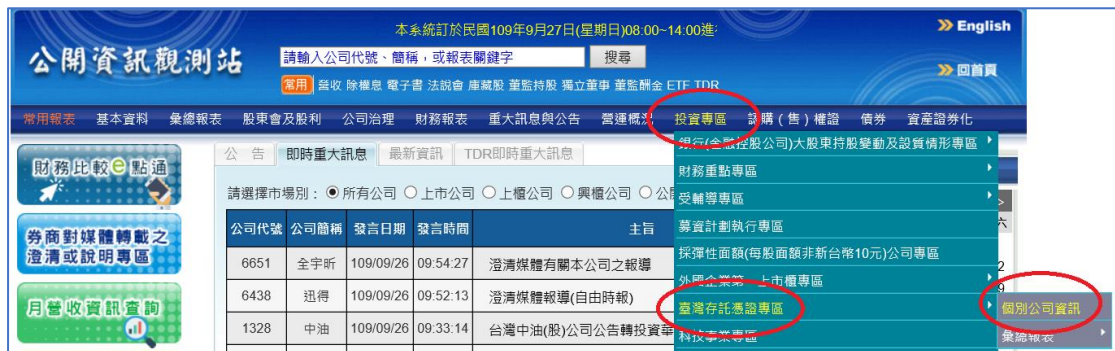 本系統訂於民國109年9月27日(星期日)08:00~14:00進
English
公開資訊觀測站
請輸入公司代號、簡稱，或報表關鍵字
搜尋
回首頁
常用 營收 除權息 電子書 法說會 庫藏股 董監持股 獨立董事 董監酬金 ETF TDR
常用報表 基本資料 彙總報表 股東會及股利 公司治理 財務報表 重大訊息與公告 營運概況 投資專區 認購(售)權證 債券 資產證券化
財務比較e點通
券商對媒體轉載之
澄清或說明專區
月營收資訊查詢
公告 即時重大訊息 最新資訊 TDR即時重大訊息
請選擇市場別： 所有公司 上市公司 上櫃公司 興櫃公司 公
公司代號 公司簡稱 發言日期 發言時間 主旨
6651 全宇昕 109/09/26 09:54:27 澄清媒體有關本公司之報導
6438 迅得 109/09/26 09:52:13 澄清媒體報導(自由時報)
1328 中油 109/09/26 09:33:14 台灣中油(股)公司公告轉投資華
銀行(金融控股公司)大股東持股變動及設質情形專區
財務重點專區
受輔導專區
募資計劃執行專區
採彈性面額(每股面額非新台幣10元)公司專區
外國企業第一上市櫃專區
臺灣存託憑證專區
科技事業專區
個別公司資訊
彙總報表
六
2
9